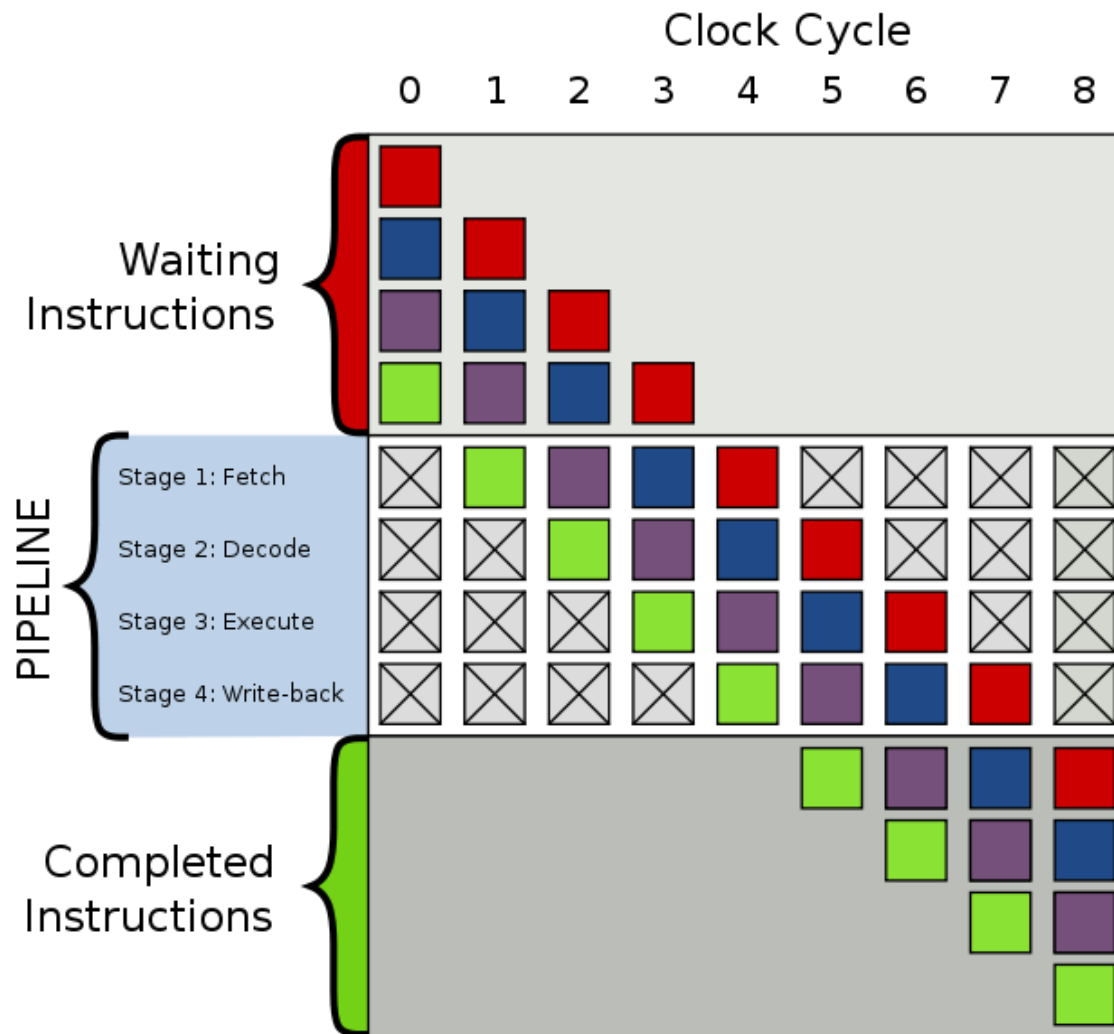 Clock Cycle
0 1 2 3 4 5 6 7 8
Waiting
Instructions
PIPELINE
Stage 1: Fetch
Stage 2: Decode
Stage 3: Execute
Stage 4: Write-back
Completed
Instructions